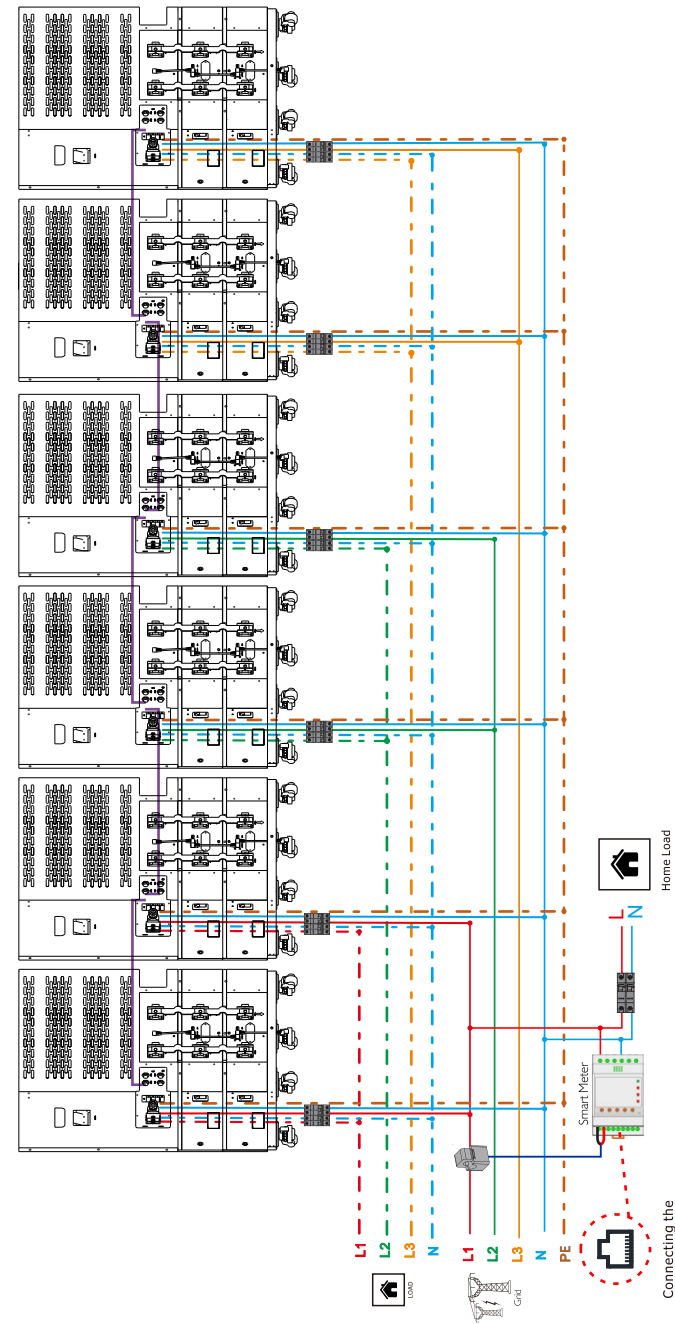 L1
L2
L3
N
LOAD
L1
L2
L3
N
PE
Grid
Smart Meter
L
N
Home Load
Connecting the